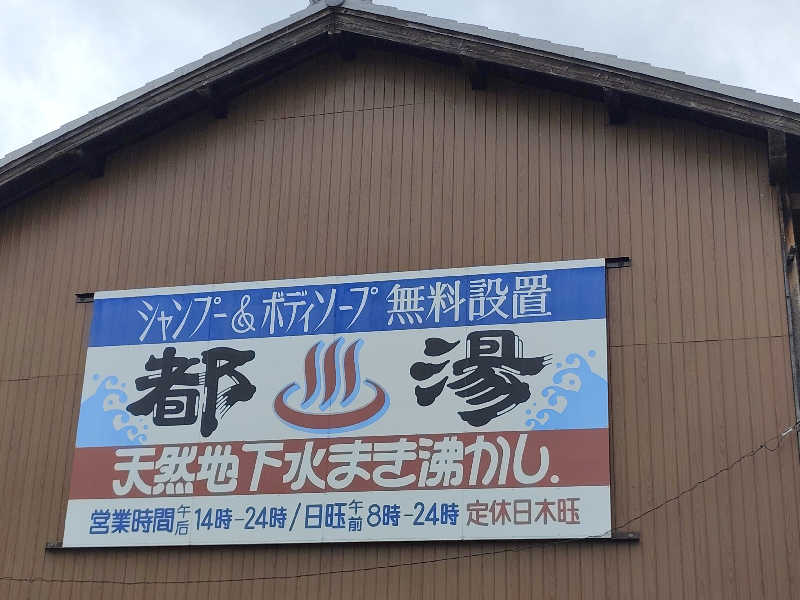 シャンプー&ボディソープ 無料設置
都湯
天然地下水まき沸かし.
営業時間午后14時-24時/日旺午前8時-24時 定休日木旺